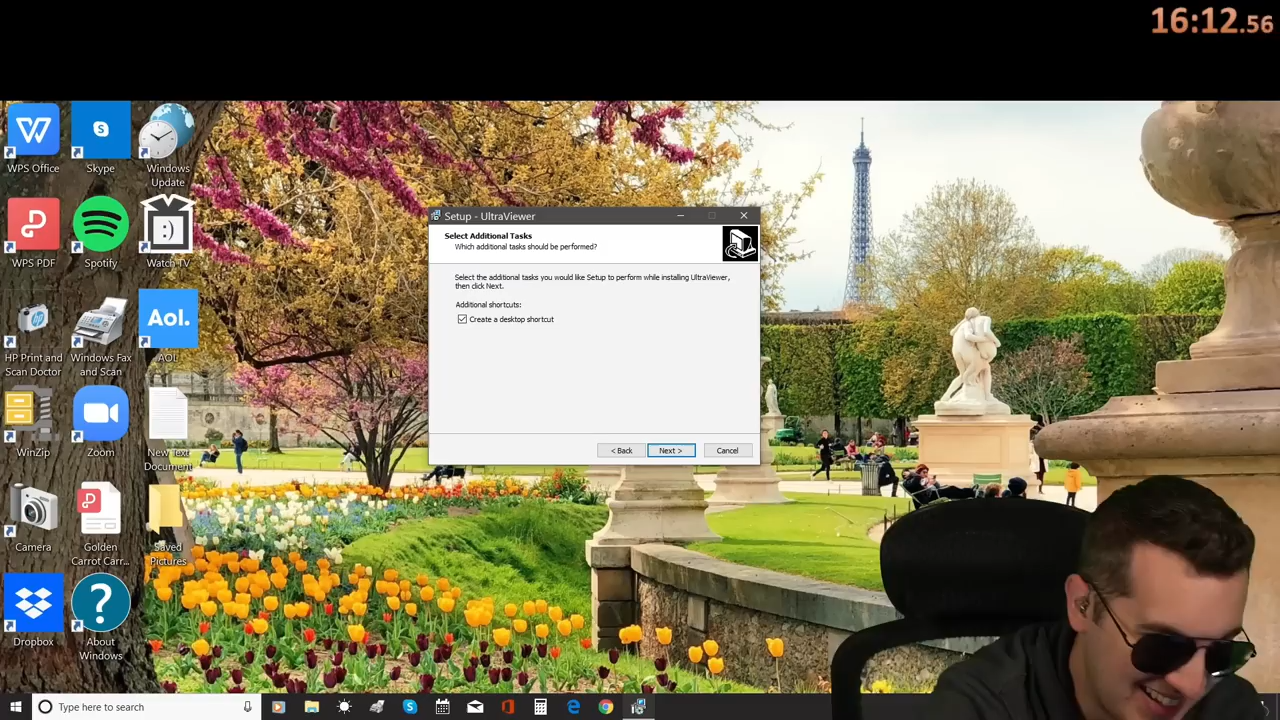 16:12.56
WPS Office
Skype
Windows
Update
WPS PDF
Spotify
Watch TV
HP Print and
Scan Doctor
Windows Fax
and Scan
Aol.
AOL
WinZip
Zoom
New Text
Document
Camera
Golden
Carrot Carr...
Saved
Pictures
Dropbox
About
Windows
Setup - UltraViewer
Select Additional Tasks
Which additional tasks should be performed?
Select the additional tasks you would like Setup to perform while installing UltraViewer,
then click Next.
Additional shortcuts:
Create a desktop shortcut
< Back
Next >
Cancel
Type here to search